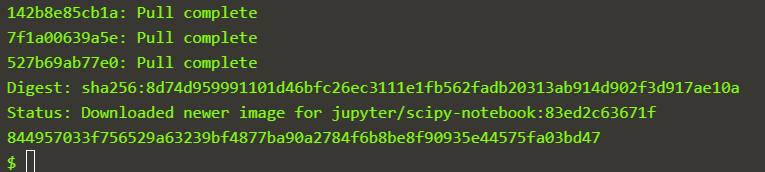 142b8e85cb1a: Pull complete
7f1a00639a5e: Pull complete
527b69ab77e0: Pull complete
Digest: sha256:8d74d959991101d46bfc26ec3111e1fb562fadb20313ab914d902f3d917ae10a
Status: Downloaded newer image for jupyter/scipy-notebook:83ed2c63671f
844957033f756529a63239bf4877ba90a2784f6b8be8f90935e44575fa03bd47
$